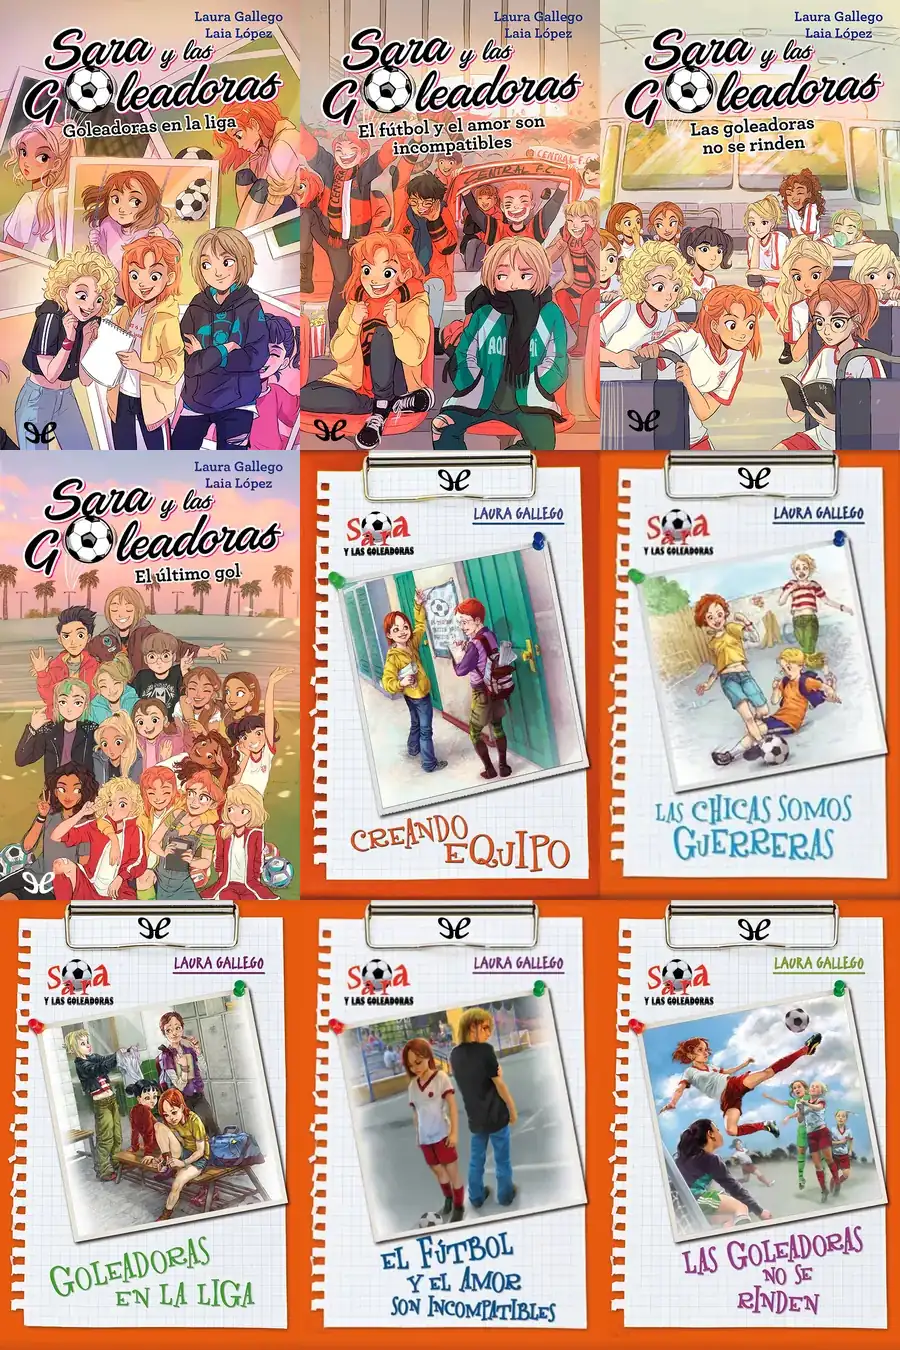 Laura Gallego
Laia López
Sara y las
Goleadoras
Goleadoras en la liga
Laura Gallego
Laia López
Sara y las
Goleadoras
El fútbol y el amor son
incompatibles
CENTRAL F.C.
CENTRAL F.C.
Laura Gallego
Laia López
Sara y las
Goleadoras
Las goleadoras
no se rinden
Laura Gallego
Laia López
Sara y las
Goleadoras
El último gol
Sara
Y LAS GOLEADORAS
LAURA GALLEGO
CREANDO
EQUIPO
Sara
Y LAS GOLEADORAS
LAURA GALLEGO
LAS CHICAS SOMOS
GUERRERAS
Sara
Y LAS GOLEADORAS
LAURA GALLEGO
GOLEADORAS
EN LA LIGA
Sara
Y LAS GOLEADORAS
LAURA GALLEGO
EL FÚTBOL
Y EL AMOR
SON INCOMPATIBLES
Sara
Y LAS GOLEADORAS
LAURA GALLEGO
LAS GOLEADORAS
NO SE
RINDEN